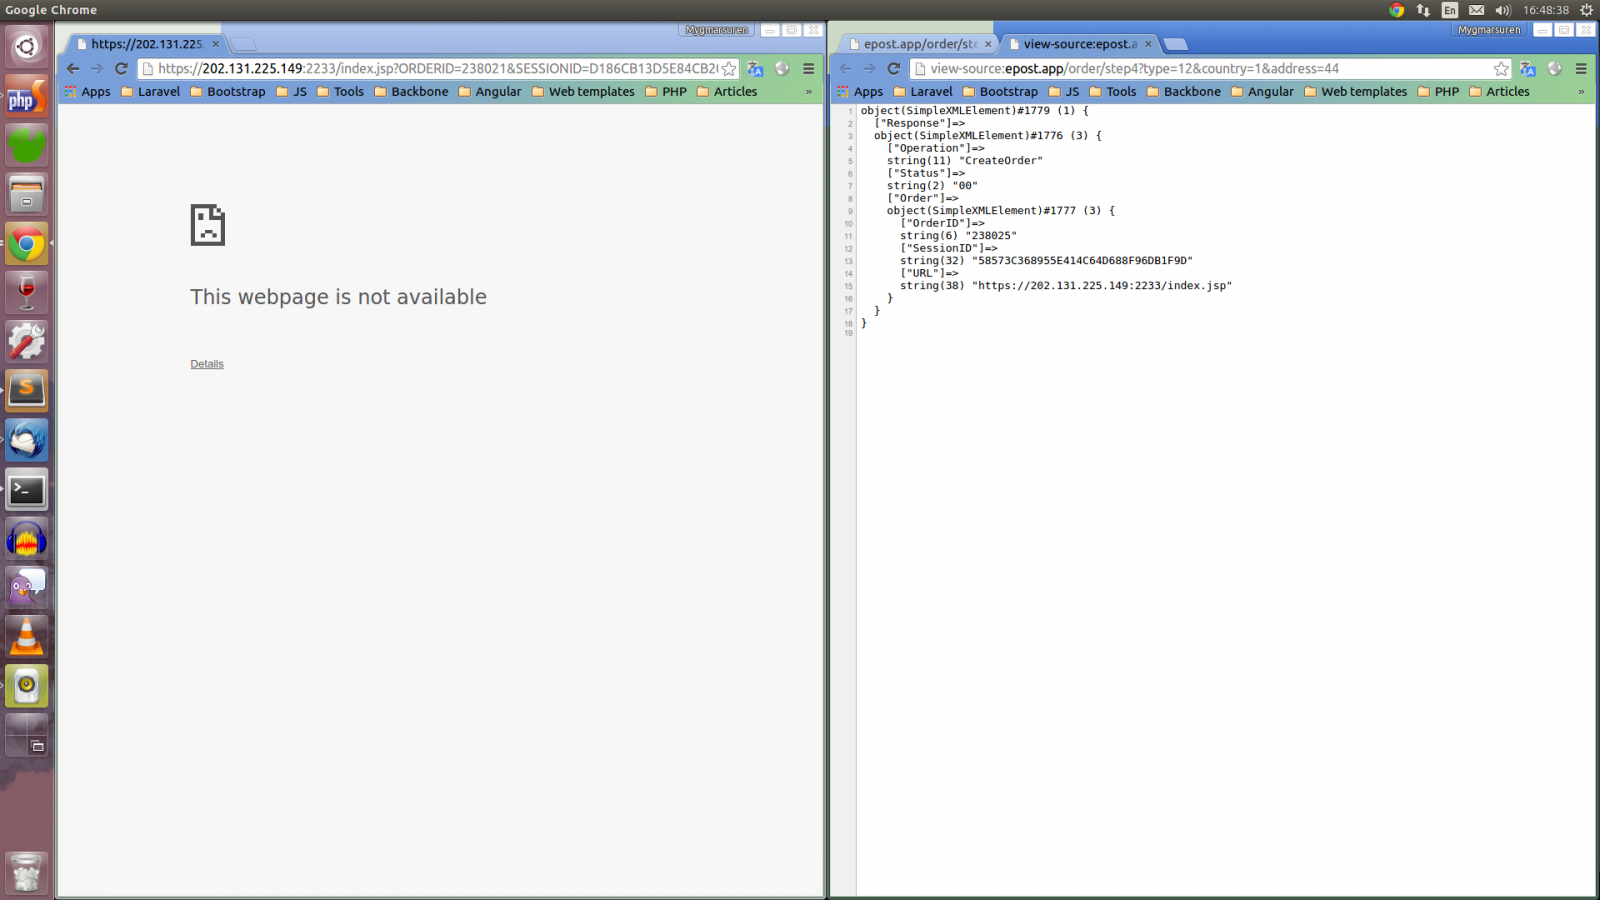 Google Chrome
En
16:48:38
Mygmarsuren
https://202.131.225.
https://202.131.225.149:2233/index.jsp?ORDERID=238021&SESSIONID=D186CB13D5E84CB2
Apps Laravel Bootstrap JS Tools Backbone Angular Web templates PHP Articles »
This webpage is not available
Details
Mygmarsuren
epost.app/order/ste
view-source:epost.a
view-source:epost.app/order/step4?type=12&country=1&address=44
Apps Laravel Bootstrap JS Tools Backbone Angular Web templates PHP Articles »
1 object(SimpleXMLElement)#1779 (1) {
2 ["Response"]=>
3 object(SimpleXMLElement)#1776 (3) {
4 ["Operation"]=>
5 string(11) "CreateOrder"
6 ["Status"]=>
7 string(2) "00"
8 ["Order"]=>
9 object(SimpleXMLElement)#1777 (3) {
10 ["OrderID"]=>
11 string(6) "238025"
12 ["SessionID"]=>
13 string(32) "58573C368955E414C64D688F96DB1F9D"
14 ["URL"]=>
15 string(38) "https://202.131.225.149:2233/index.jsp"
16 }
17 }
18 }
19
php
S